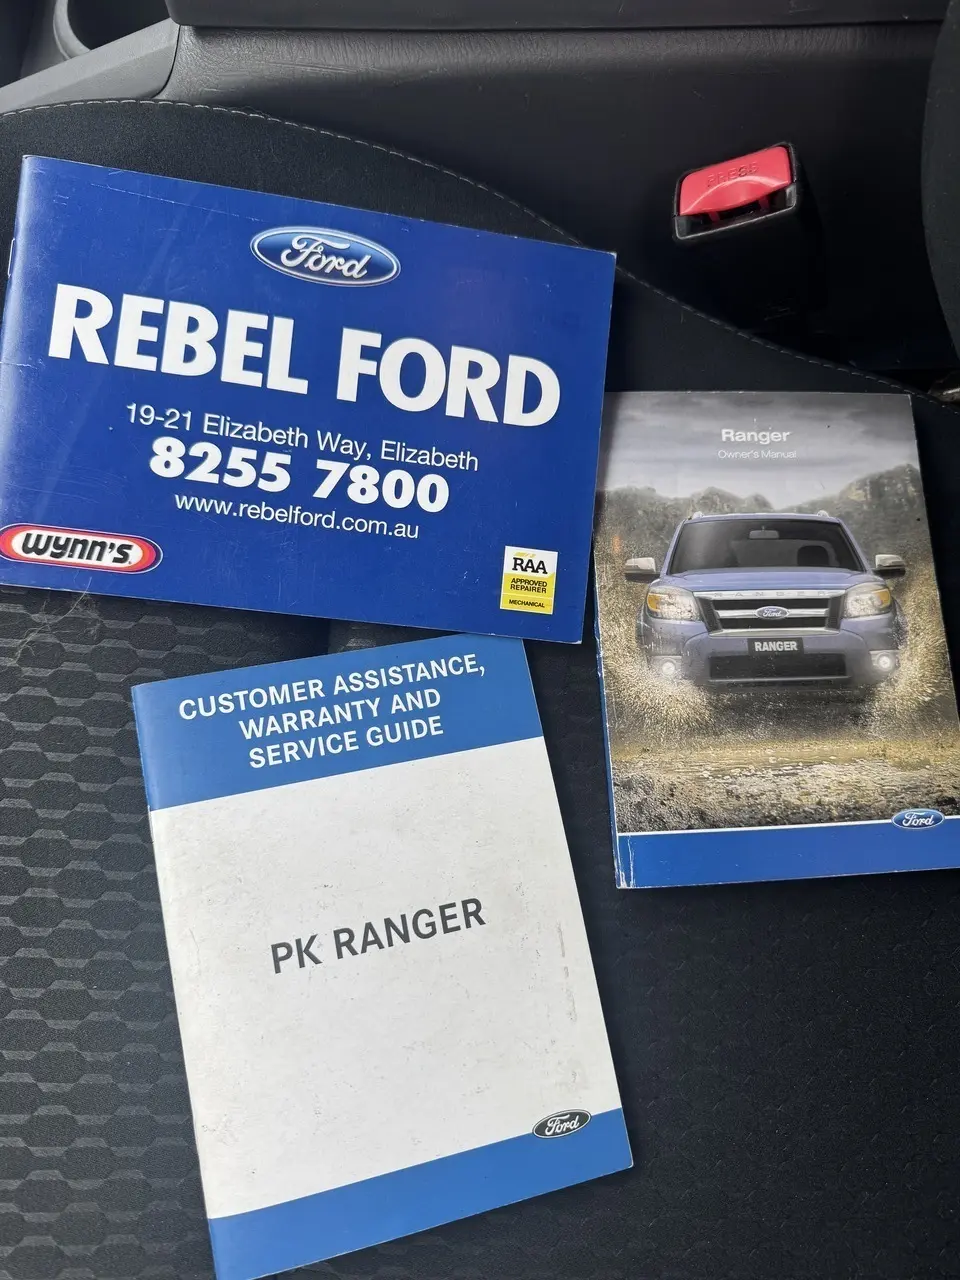 PRESS
Ford
REBEL FORD
19-21 Elizabeth Way, Elizabeth
8255 7800
www.rebelford.com.au
WYNN'S
RAA
APPROVED
REPAIRER
MECHANICAL
Ranger
Owner's Manual
RANGER
Ford
RANGER
Ford
CUSTOMER ASSISTANCE,
WARRANTY AND
SERVICE GUIDE
PK RANGER
Ford